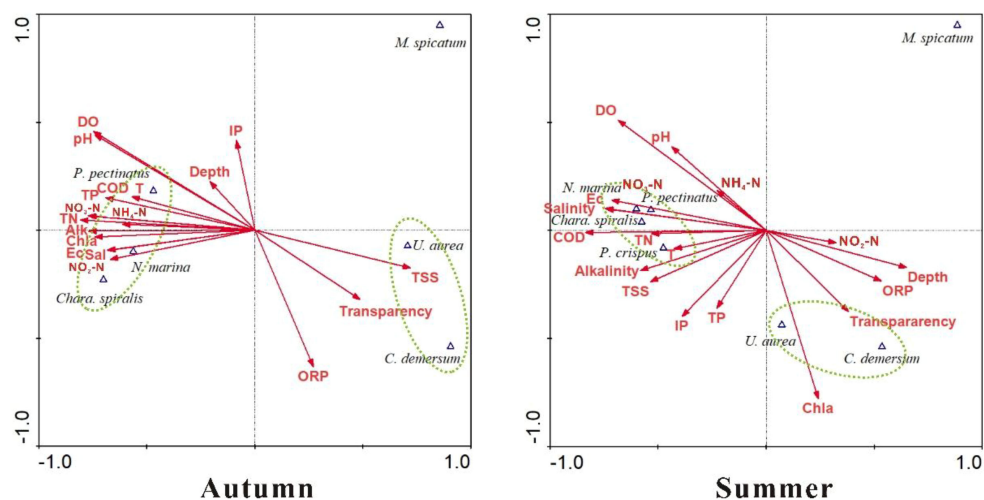 1.0
M. spicatum
DO
pH
IP
P. pectinatus
Depth
COD T
TP
NO3-N
NH4-N
TN
Alk
Chla
U. aurea
EcSal
N. marina
TSS
NO2-N
Chara. spiralis
Transparency
C. demersum
ORP
-1.0
-1.0
1.0
Autumn
1.0
M. spicatum
DO
pH
N. marina
NO3-N
NH4-N
Ec
P. pectinatus
Salinity
Chara. spiralis
COD
TN
NO2-N
P. crispus
T
Alkalinity
Depth
TSS
ORP
IP
TP
Transpararency
U. aurea
C. demersum
Chla
-1.0
-1.0
1.0
Summer